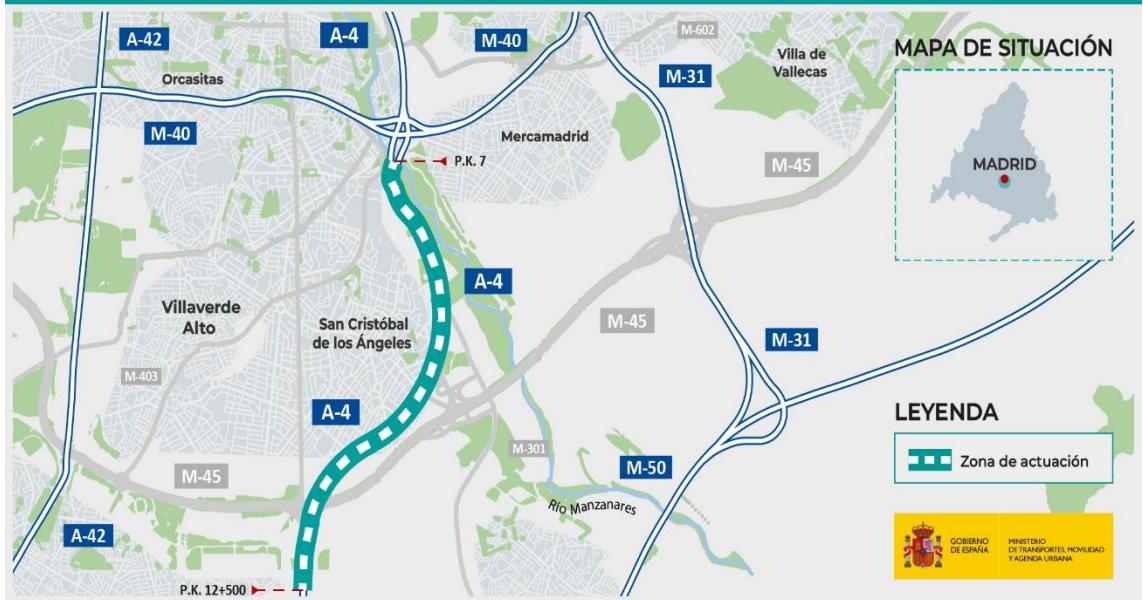 A-42
A-4
M-40
M-602
Villa de
Vallecas
MAPA DE SITUACIÓN
Orcasitas
M-31
M-40
Mercamadrid
P.K. 7
M-45
MADRID
A-4
Villaverde
Alto
San Cristóbal
de los Ángeles
M-45
M-31
M-403
A-4
LEYENDA
Zona de actuación
M-301
M-45
M-50
Río Manzanares
A-42
GOBIERNO
DE ESPAÑA
MINISTERIO
DE TRANSPORTES, MOVILIDAD
Y AGENDA URBANA
P.K. 12+500